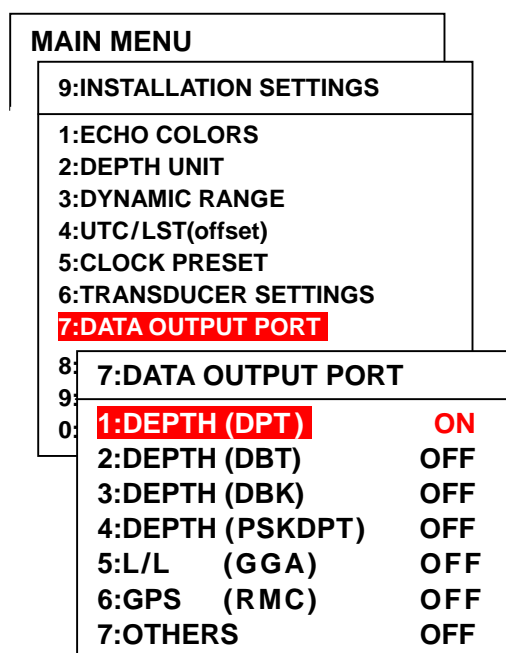 MAIN MENU
9:INSTALLATION SETTINGS
1:ECHO COLORS
2:DEPTH UNIT
3:DYNAMIC RANGE
4:UTC/LST(offset)
5:CLOCK PRESET
6:TRANSDUCER SETTINGS
7:DATA OUTPUT PORT
8:
9:
0:
7:DATA OUTPUT PORT
1:DEPTH (DPT) ON
2:DEPTH (DBT) OFF
3:DEPTH (DBK) OFF
4:DEPTH (PSKDPT) OFF
5:L/L (GGA) OFF
6:GPS (RMC) OFF
7:OTHERS OFF